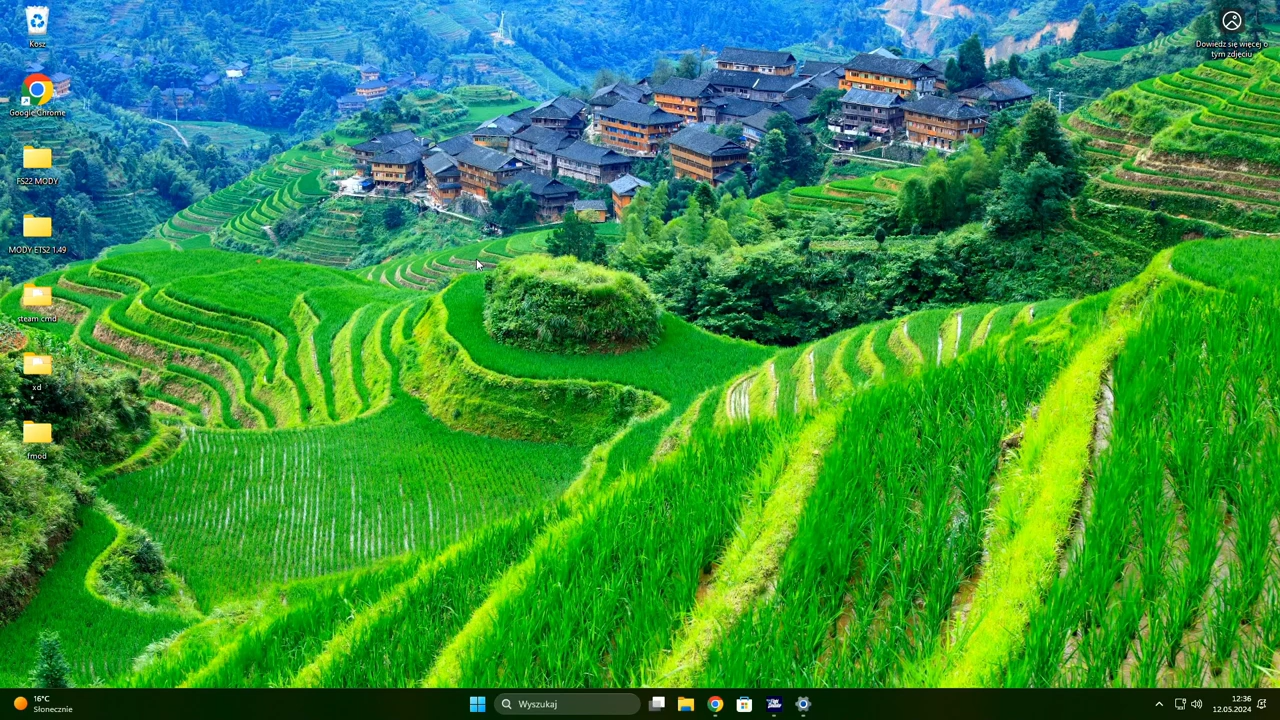 Kosz
Google Chrome
FS22 MODY
MODY ETS2 1.49
steam cmd
xd
fmod
Dowiedz się więcej o
tym zdjęciu
16°C
Słonecznie
Wyszukaj
12:36
12.05.2024